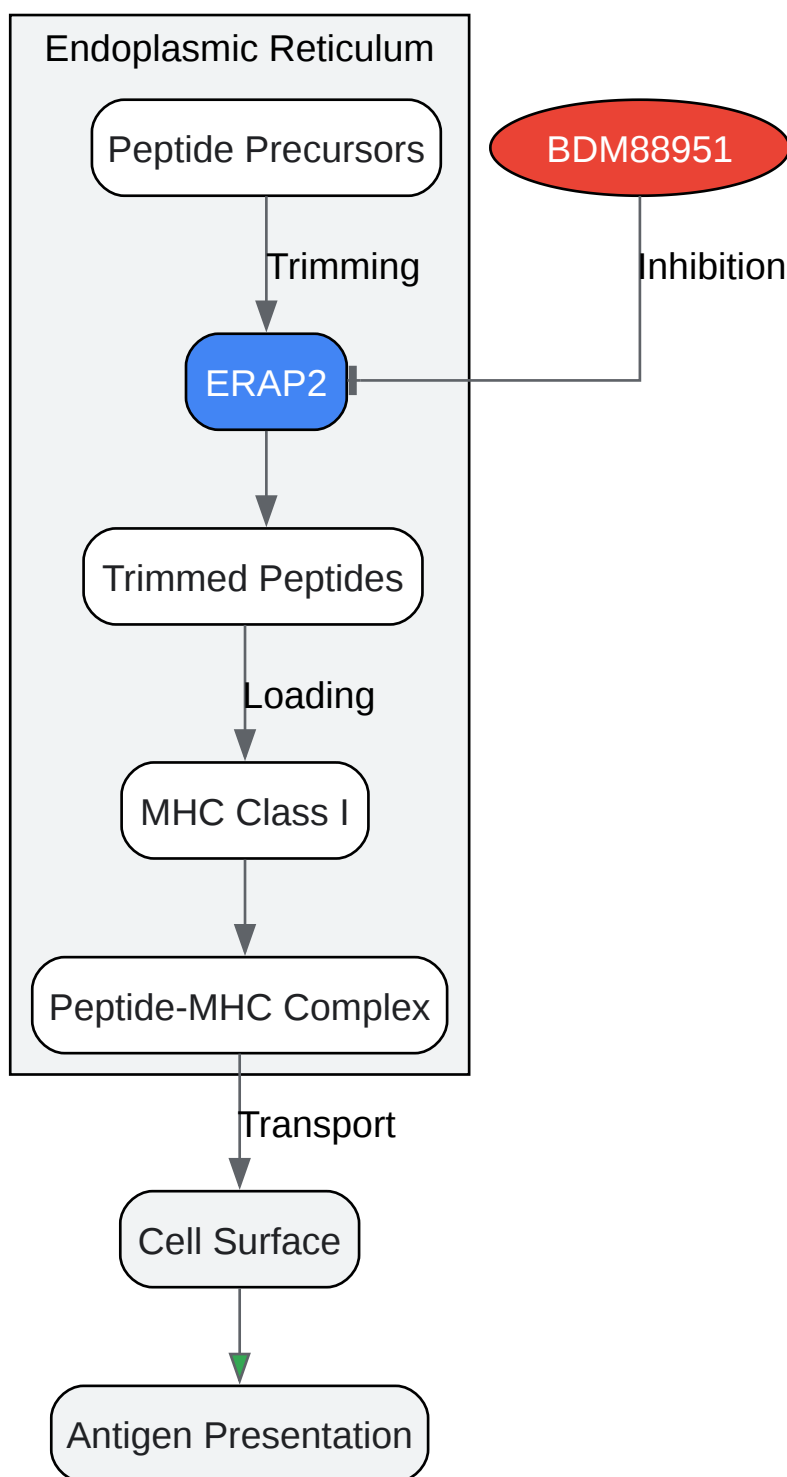 Endoplasmic Reticulum
Peptide Precursors
BDM88951
Trimming
Inhibition
ERAP2
Trimmed Peptides
Loading
MHC Class I
Peptide-MHC Complex
Transport
Cell Surface
Antigen Presentation